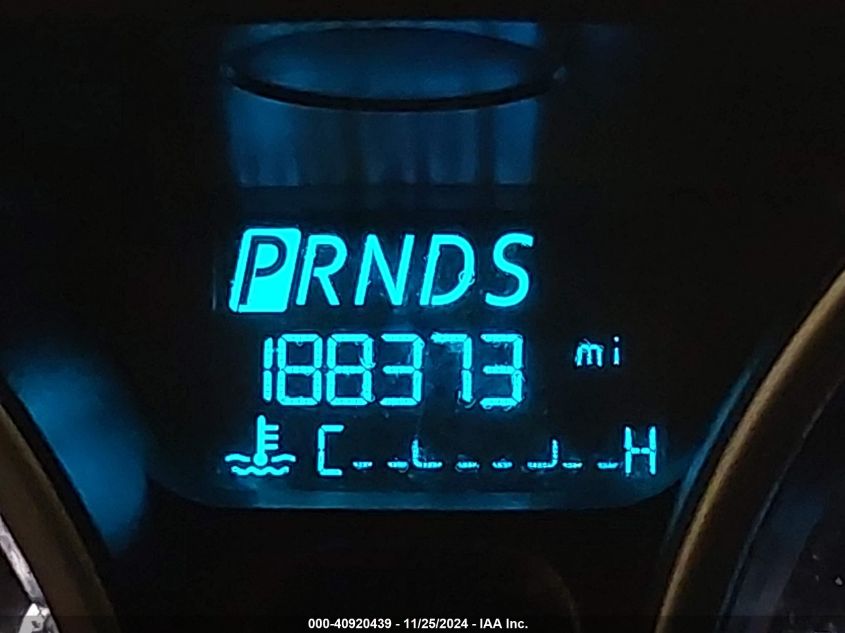 PRNDS
188373 mi
C H
000-40920439 - 11/25/2024 - IAA Inc.